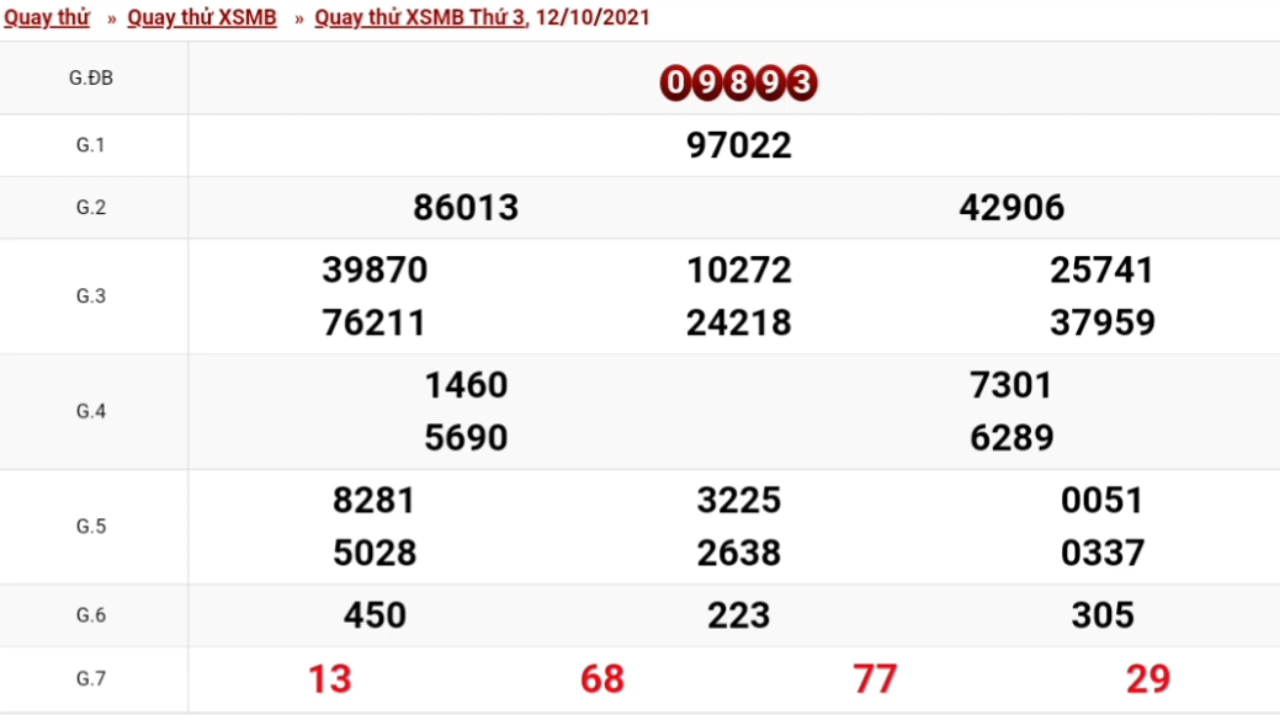 Quay thử » Quay thử XSMB » Quay thử XSMB Thứ 3, 12/10/2021
G.ĐB 09893
G.1 97022
G.2 86013 42906
G.3 39870 10272 25741
76211 24218 37959
G.4 1460 7301
5690 6289
G.5 8281 3225 0051
5028 2638 0337
G.6 450 223 305
G.7 13 68 77 29